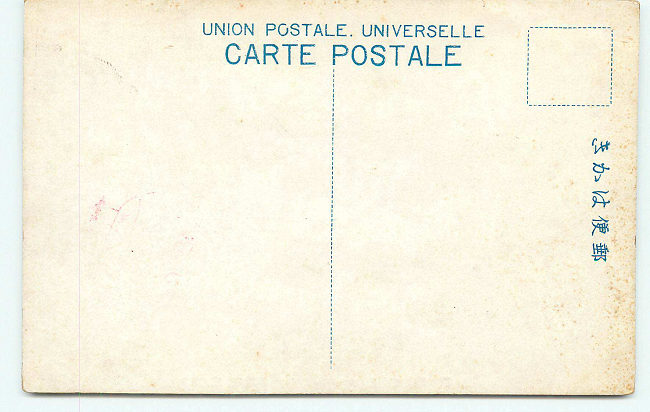 UNION POSTALE. UNIVERSELLE
CARTE POSTALE
きかは便郵